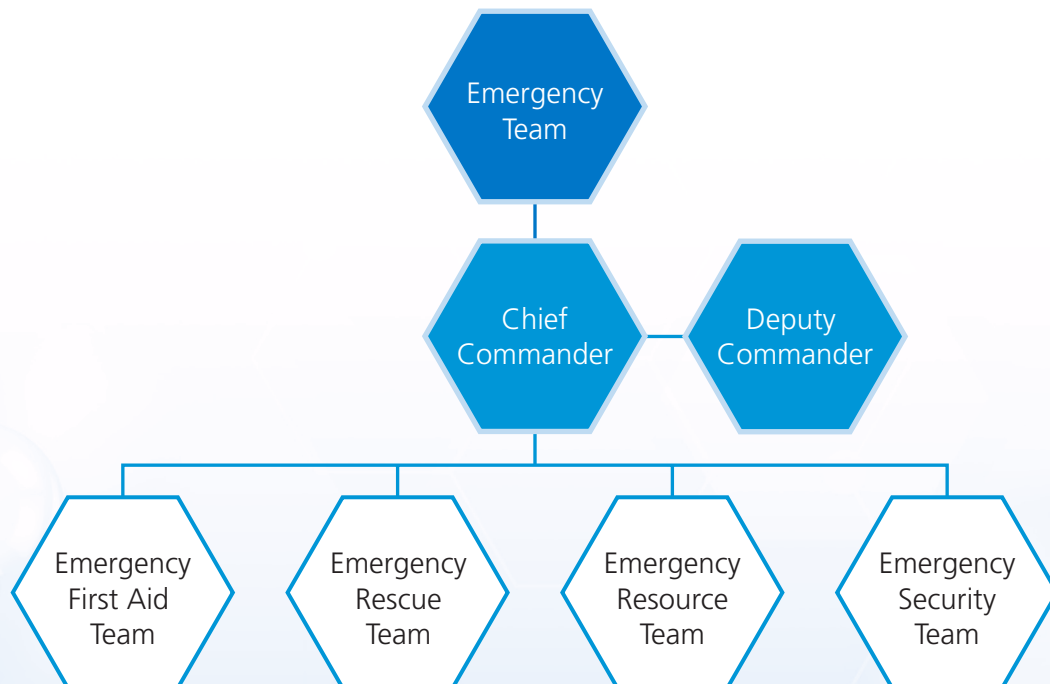 Emergency
Team
Chief
Commander
Deputy
Commander
Emergency
First Aid
Team
Emergency
Rescue
Team
Emergency
Resource
Team
Emergency
Security
Team